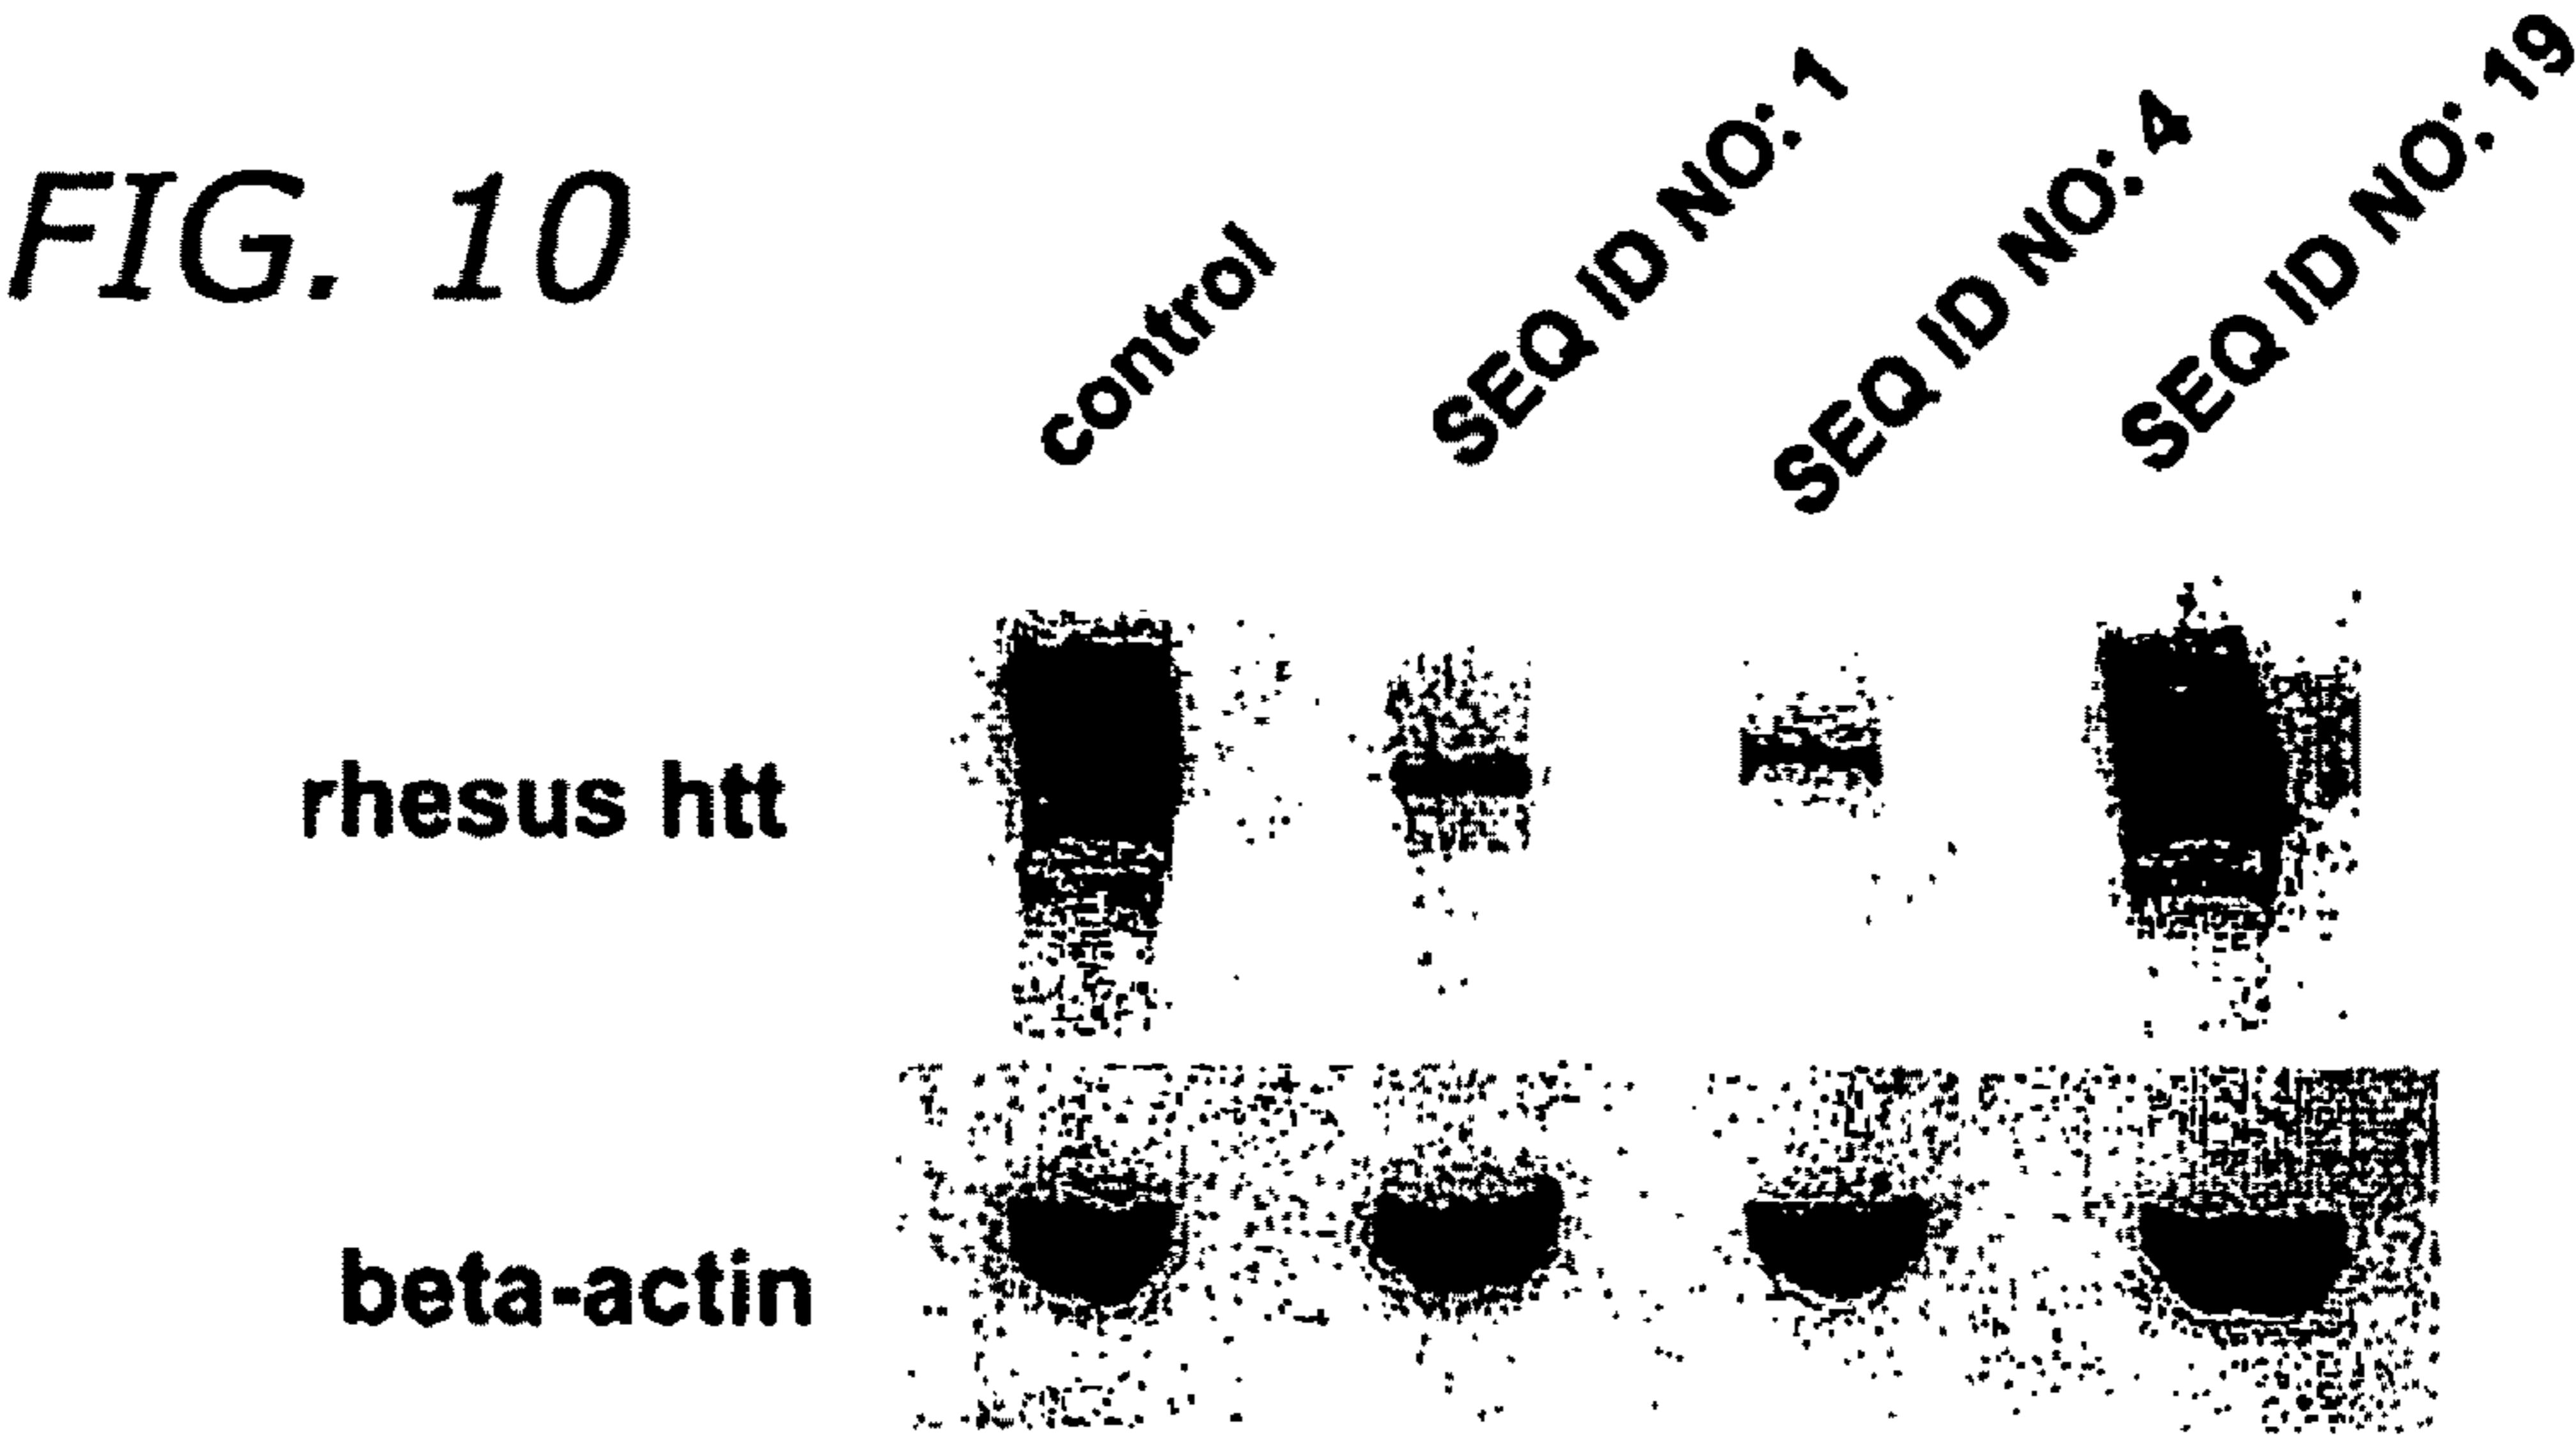 FIG. 10
control
SEQ ID NO: 1
SEQ ID NO: 4
SEQ ID NO: 19
rhesus htt
beta-actin